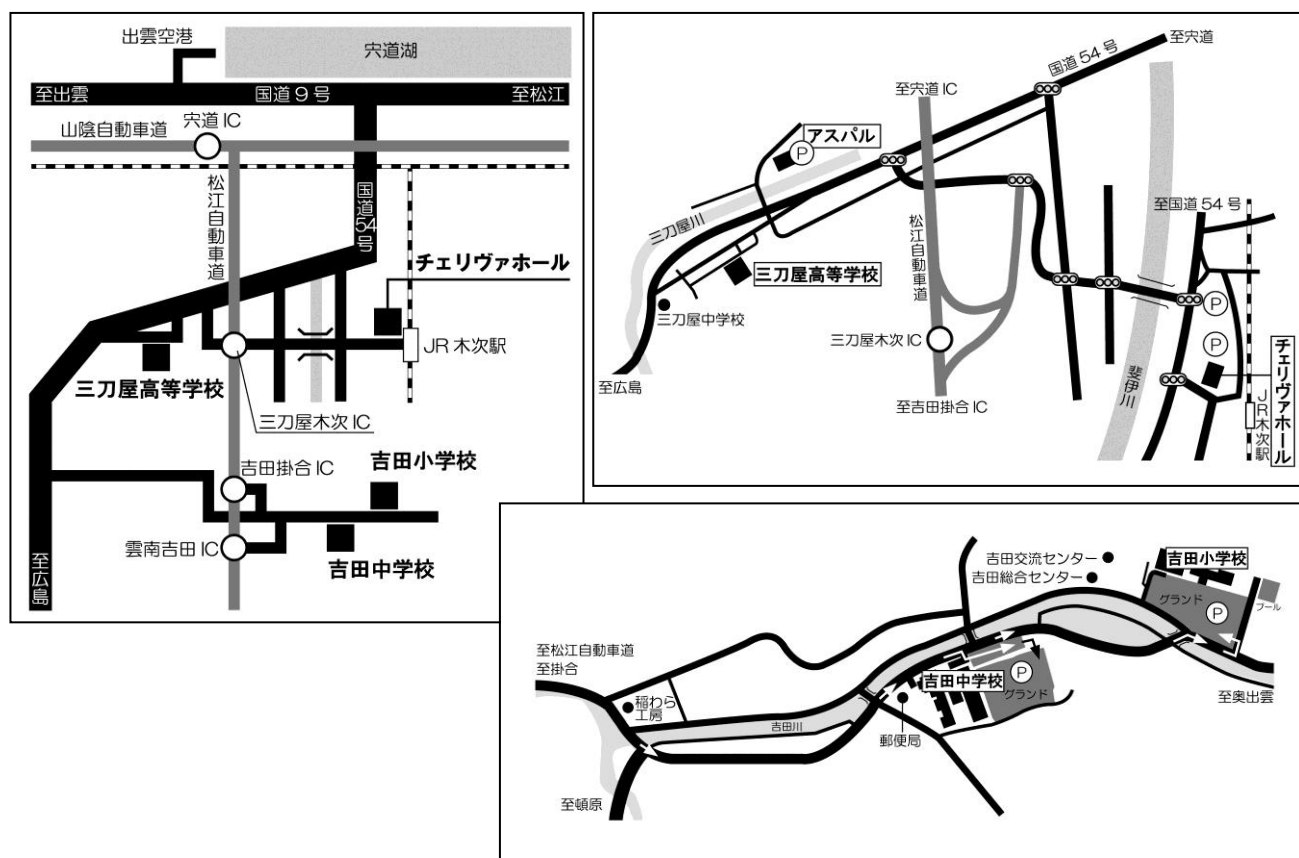 出雲空港
宍道湖
至出雲
国道9号
至松江
宍道IC
山陰自動車道
松江自動車道
国道54号
チェリヴァホール
JR木次駅
三刀屋高等学校
三刀屋木次IC
吉田掛合IC
吉田小学校
雲南吉田IC
吉田中学校
至広島
至宍道
国道54号
至宍道IC
アスパル
P
三刀屋川
至国道54号
松江自動車道
三刀屋高等学校
三刀屋中学校
P
三刀屋木次IC
P
チェリヴァホール
至広島
斐伊川
JR木次駅
至吉田掛合IC
吉田交流センター
吉田総合センター
吉田小学校
グランド
P
プール
至松江自動車道
至掛合
吉田中学校
P
グランド
至奥出雲
稲わら
工房
吉田川
郵便局
至頓原